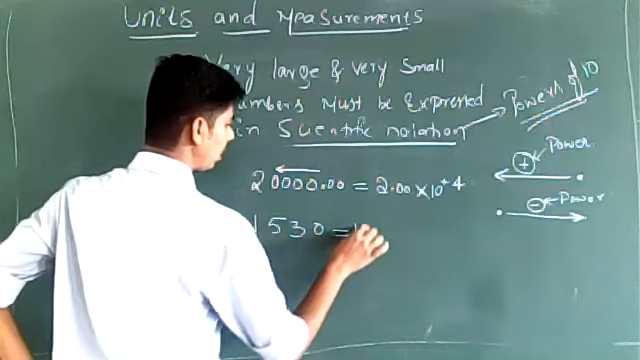 Units and Measurements
Very large & very Small
numbers Must be Expressed
in Scientific notation
Powers of 10
20000.00 = 2.00 × 10⁺⁴
⊕ Power
⊖ Power
1530 =